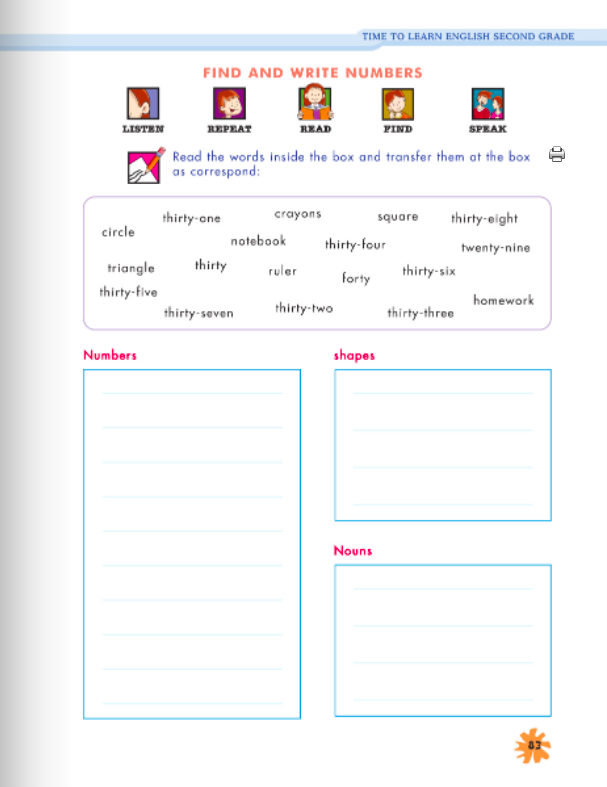 TIME TO LEARN ENGLISH SECOND GRADE
FIND AND WRITE NUMBERS
LISTEN REPEAT READ FIND SPEAK
Read the words inside the box and transfer them at the box
as correspond:
thirty-one crayons square thirty-eight
circle
notebook thirty-four twenty-nine
triangle thirty ruler forty thirty-six
thirty-five
thirty-seven thirty-two thirty-three homework
Numbers shapes
Nouns
83